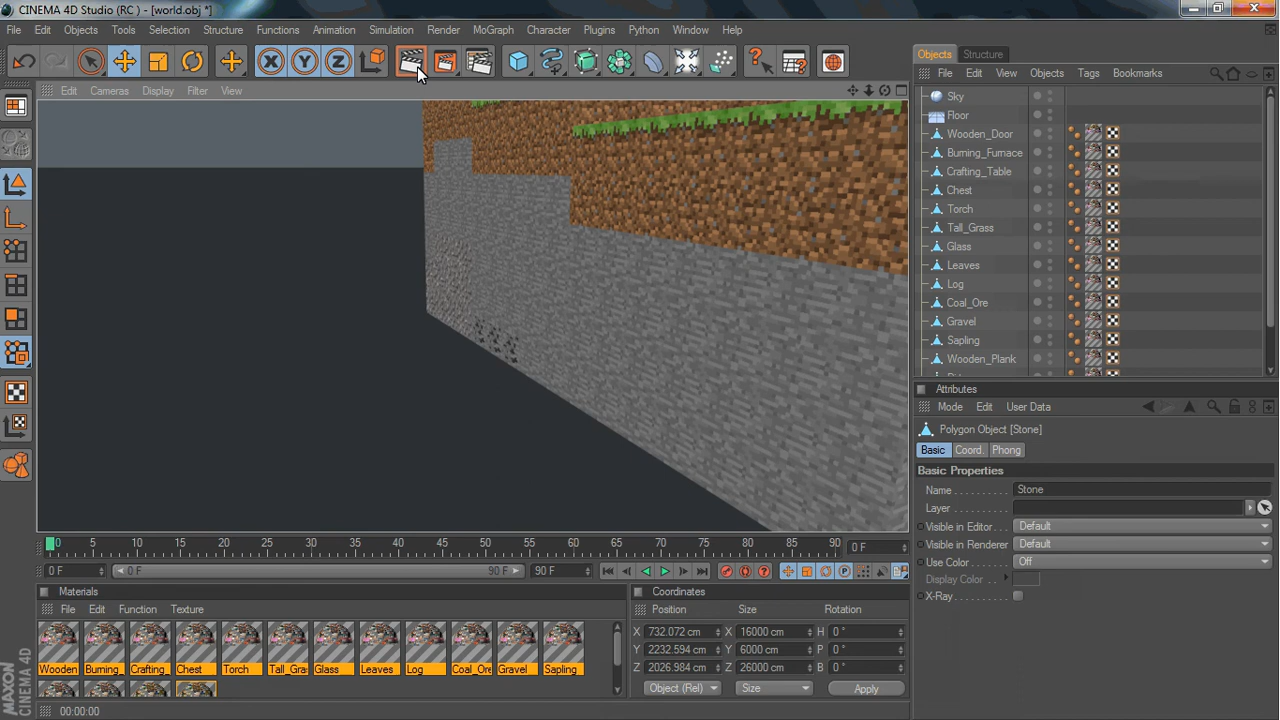 CINEMA 4D Studio (RC ) - [world.obj *]
File Edit Objects Tools Selection Structure Functions Animation Simulation Render MoGraph Character Plugins Python Window Help
Objects Structure
File Edit View Objects Tags Bookmarks
Edit Cameras Display Filter View
Sky
Floor
Wooden_Door
Burning_Furnace
Crafting_Table
Chest
Torch
Tall_Grass
Glass
Leaves
Log
Coal_Ore
Gravel
Sapling
Wooden_Plank
Attributes
Mode Edit User Data
Polygon Object [Stone]
Basic Coord. Phong
Basic Properties
Name Stone
Layer
Visible in Editor Default
Visible in Renderer Default
Use Color Off
Display Color
X-Ray
0 5 10 15 20 25 30 35 40 45 50 55 60 65 70 75 80 85 90 0 F
0 F 0 F 90 F 90 F
Materials
File Edit Function Texture
Wooden Burning_ Crafting_ Chest Torch Tall_Gra: Glass Leaves Log Coal_Ore Gravel Sapling
Coordinates
Position Size Rotation
X 732.072 cm X 16000 cm H 0 °
Y 2232.594 cm Y 6000 cm P 0 °
Z 2026.984 cm Z 26000 cm B 0 °
Object (Rel) Size Apply
MAXON
CINEMA 4D
00:00:00